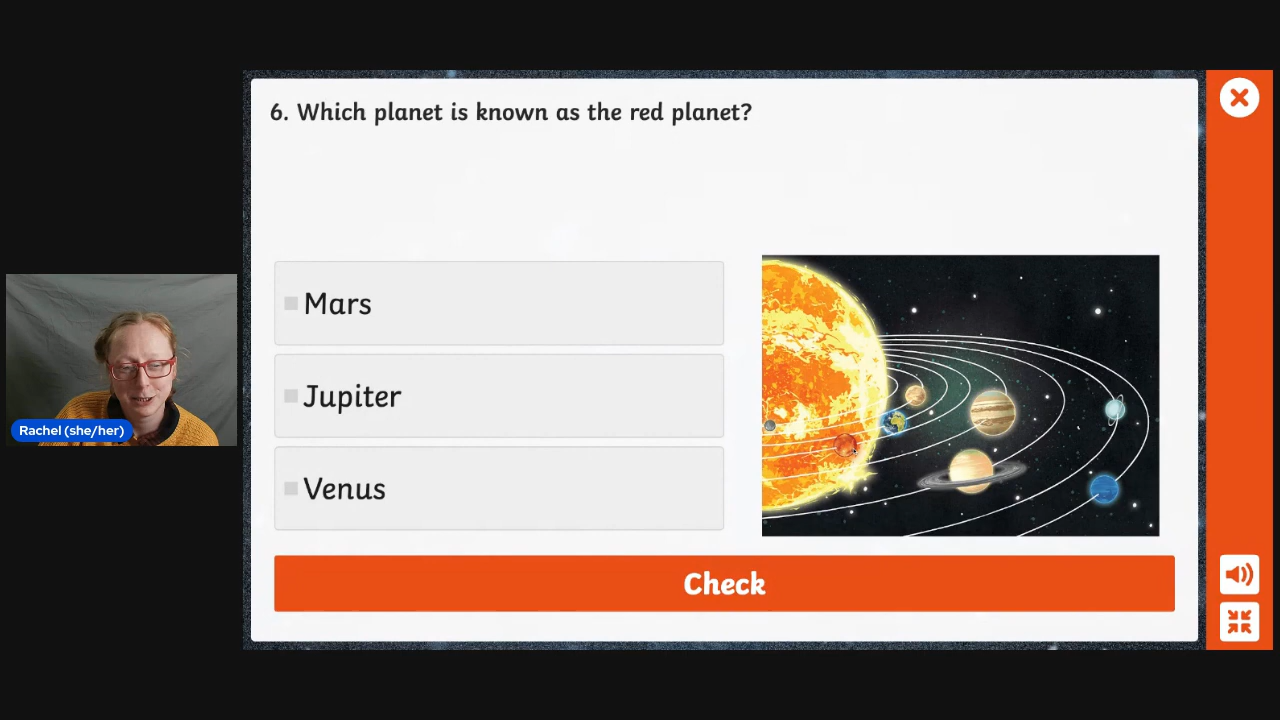 6. Which planet is known as the red planet?
Mars
Jupiter
Venus
Check
Rachel (she/her)